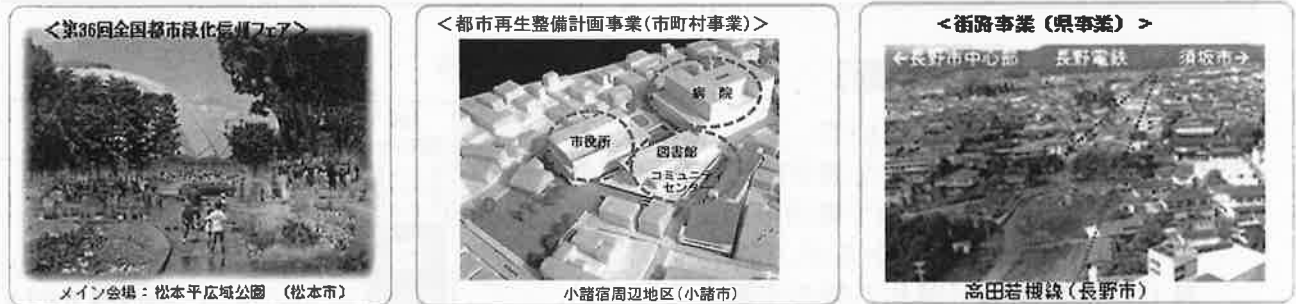 ＜第36回全国都市緑化信州フェア＞
メイン会場：松本平広域公園　（松本市）
＜都市再生整備計画事業（市町村事業）＞
病　院
市役所
図書館
コミュニティ
センター
小諸宿周辺地区（小諸市）
＜街路事業（県事業）＞
←長野市中心部　長野電鉄　須坂市→
高田若槻線（長野市）